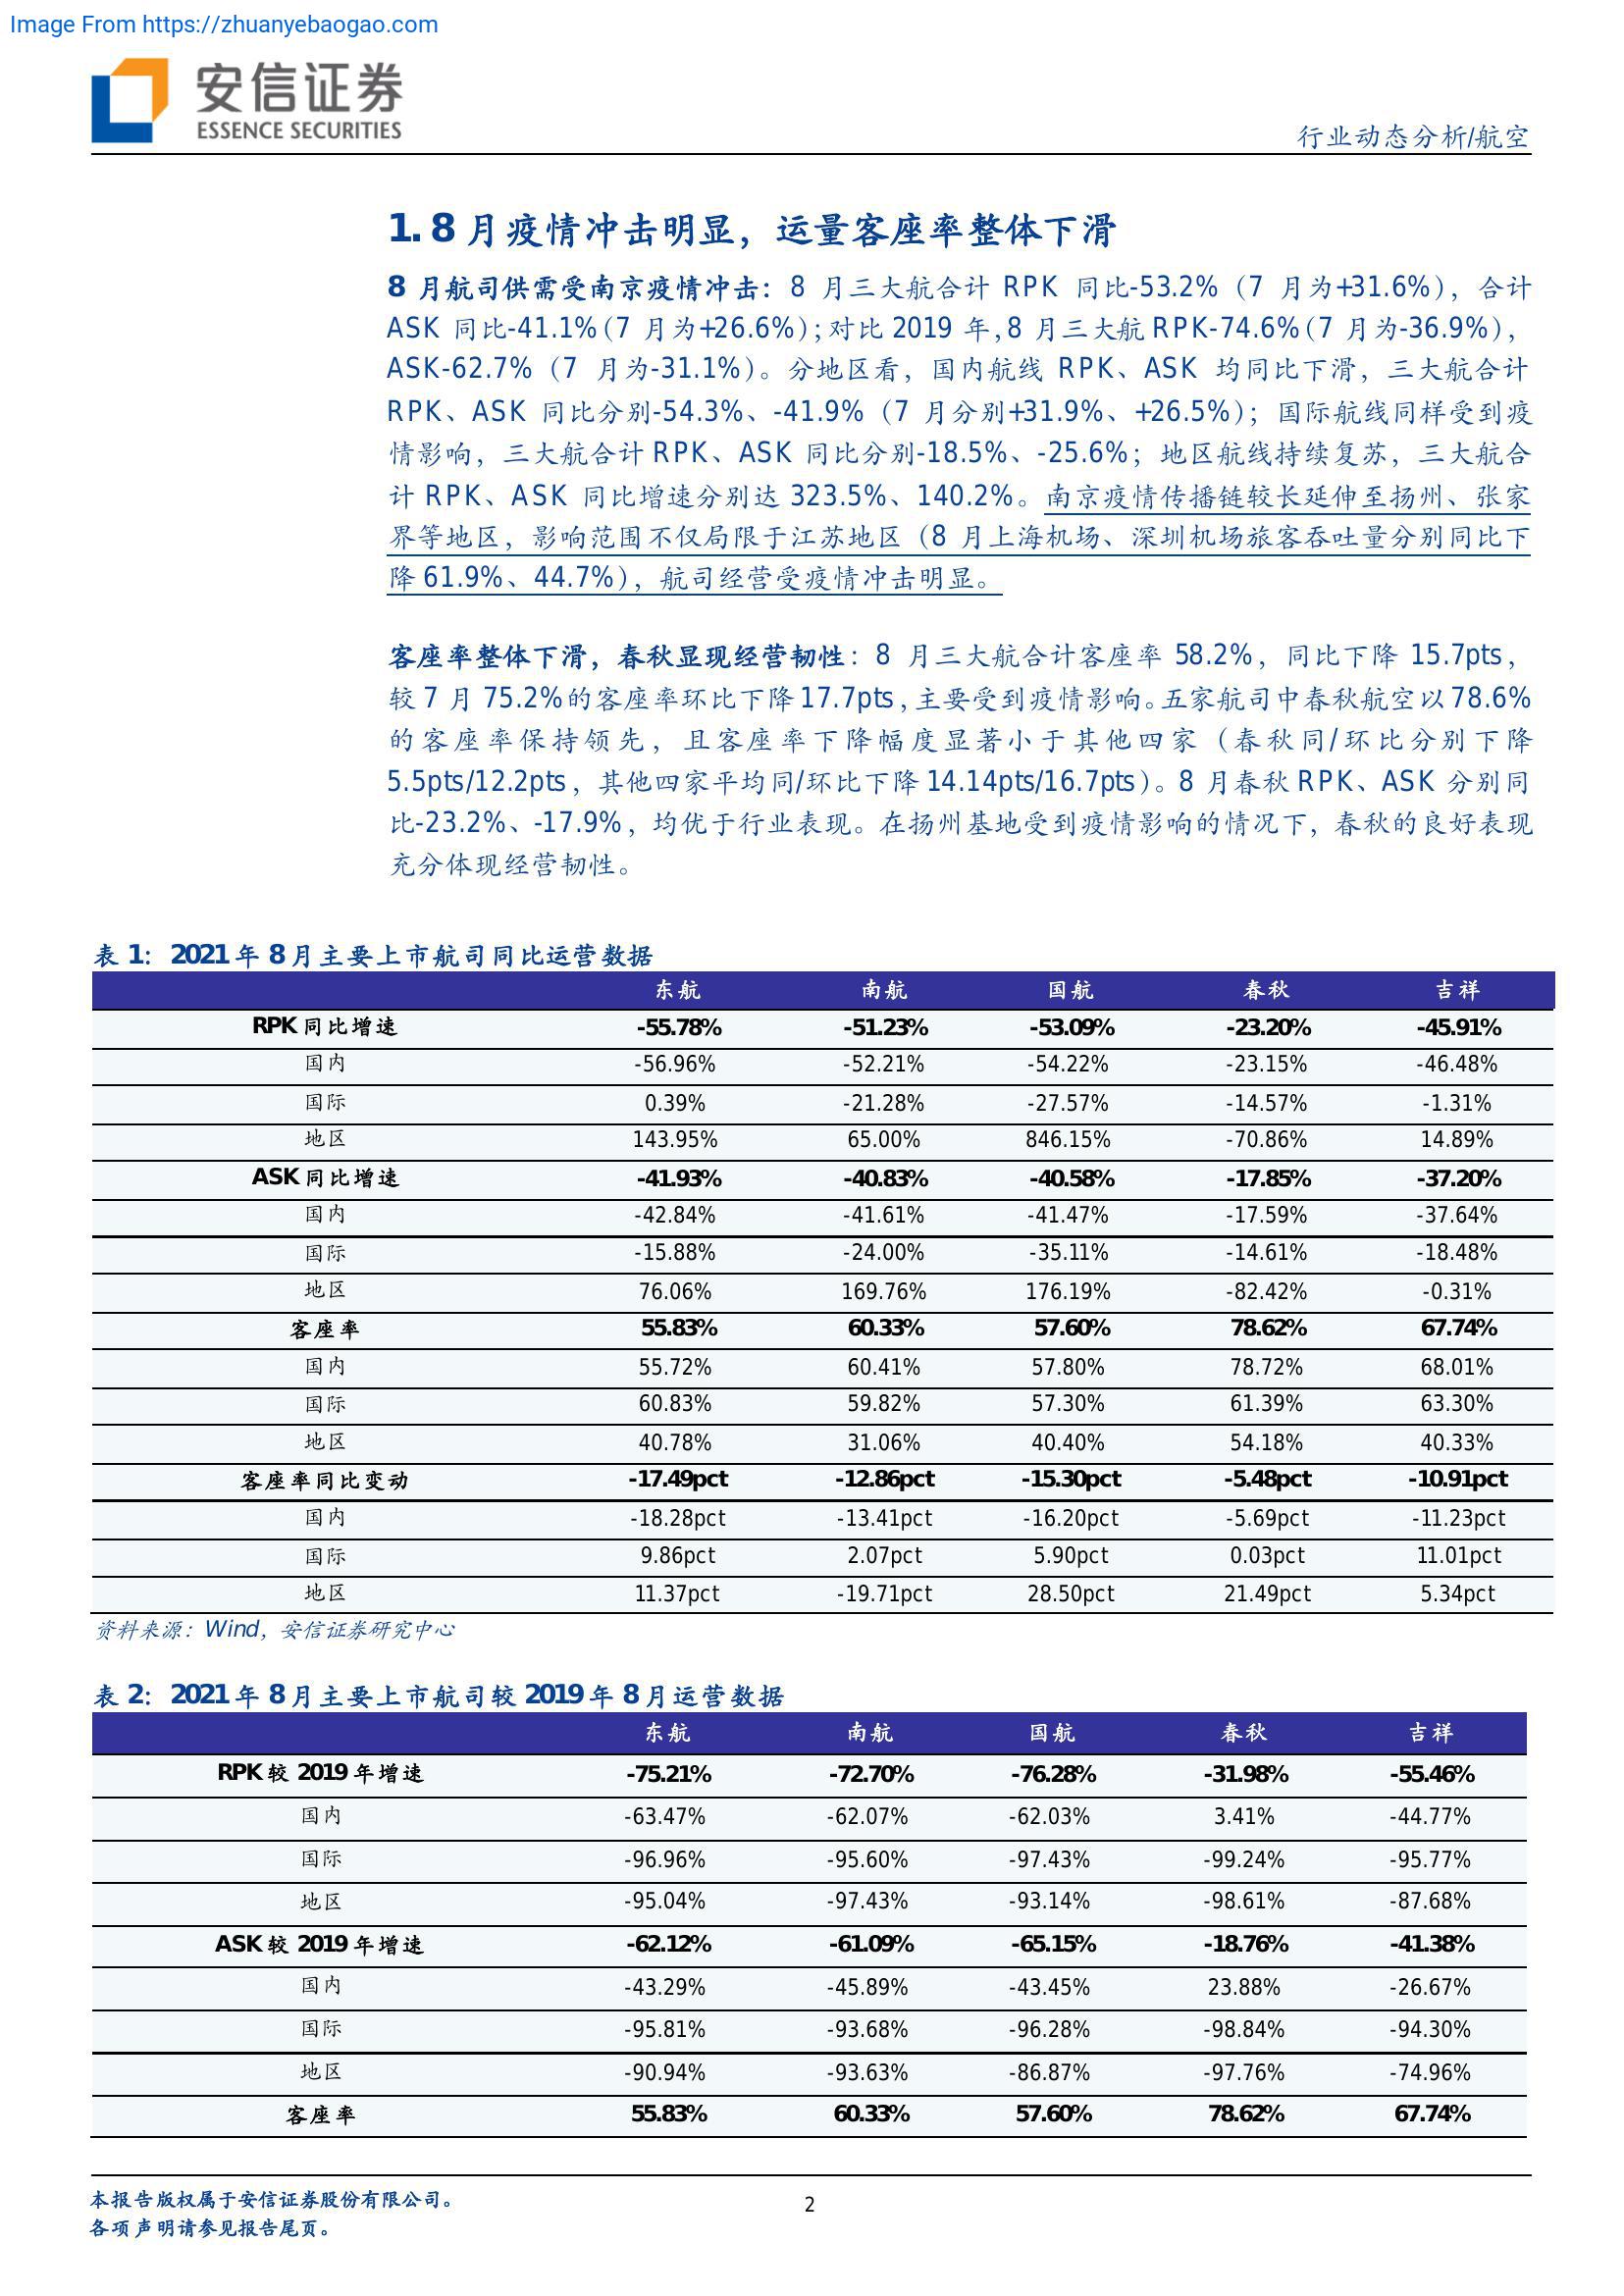 Image From https://zhuanyebaogao.com
安信证券
ESSENCE SECURITIES
行业动态分析/航空
1. 8 月疫情冲击明显，运量客座率整体下滑
8 月航司供需受南京疫情冲击：8 月三大航合计 RPK 同比-53.2%（7 月为+31.6%），合计
ASK 同比-41.1%（7 月为+26.6%）；对比 2019 年，8 月三大航 RPK-74.6%（7 月为-36.9%），
ASK-62.7%（7 月为-31.1%）。分地区看，国内航线 RPK、ASK 均同比下滑，三大航合计
RPK、ASK 同比分别-54.3%、-41.9%（7 月分别+31.9%、+26.5%）；国际航线同样受到疫
情影响，三大航合计 RPK、ASK 同比分别-18.5%、-25.6%；地区航线持续复苏，三大航合
计 RPK、ASK 同比增速分别达 323.5%、140.2%。南京疫情传播链较长延伸至扬州、张家
界等地区，影响范围不仅局限于江苏地区（8 月上海机场、深圳机场旅客吞吐量分别同比下
降 61.9%、44.7%），航司经营受疫情冲击明显。
客座率整体下滑，春秋显现经营韧性：8 月三大航合计客座率 58.2%，同比下降 15.7pts，
较 7 月 75.2%的客座率环比下降 17.7pts，主要受到疫情影响。五家航司中春秋航空以 78.6%
的客座率保持领先，且客座率下降幅度显著小于其他四家（春秋同/环比分别下降
5.5pts/12.2pts，其他四家平均同/环比下降 14.14pts/16.7pts）。8 月春秋 RPK、ASK 分别同
比-23.2%、-17.9%，均优于行业表现。在扬州基地受到疫情影响的情况下，春秋的良好表现
充分体现经营韧性。
表 1：2021 年 8 月主要上市航司同比运营数据
东航 南航 国航 春秋 吉祥
RPK 同比增速 -55.78% -51.23% -53.09% -23.20% -45.91%
国内 -56.96% -52.21% -54.22% -23.15% -46.48%
国际 0.39% -21.28% -27.57% -14.57% -1.31%
地区 143.95% 65.00% 846.15% -70.86% 14.89%
ASK 同比增速 -41.93% -40.83% -40.58% -17.85% -37.20%
国内 -42.84% -41.61% -41.47% -17.59% -37.64%
国际 -15.88% -24.00% -35.11% -14.61% -18.48%
地区 76.06% 169.76% 176.19% -82.42% -0.31%
客座率 55.83% 60.33% 57.60% 78.62% 67.74%
国内 55.72% 60.41% 57.80% 78.72% 68.01%
国际 60.83% 59.82% 57.30% 61.39% 63.30%
地区 40.78% 31.06% 40.40% 54.18% 40.33%
客座率同比变动 -17.49pct -12.86pct -15.30pct -5.48pct -10.91pct
国内 -18.28pct -13.41pct -16.20pct -5.69pct -11.23pct
国际 9.86pct 2.07pct 5.90pct 0.03pct 11.01pct
地区 11.37pct -19.71pct 28.50pct 21.49pct 5.34pct
资料来源：Wind，安信证券研究中心
表 2：2021 年 8 月主要上市航司较 2019 年 8 月运营数据
东航 南航 国航 春秋 吉祥
RPK 较 2019 年增速 -75.21% -72.70% -76.28% -31.98% -55.46%
国内 -63.47% -62.07% -62.03% 3.41% -44.77%
国际 -96.96% -95.60% -97.43% -99.24% -95.77%
地区 -95.04% -97.43% -93.14% -98.61% -87.68%
ASK 较 2019 年增速 -62.12% -61.09% -65.15% -18.76% -41.38%
国内 -43.29% -45.89% -43.45% 23.88% -26.67%
国际 -95.81% -93.68% -96.28% -98.84% -94.30%
地区 -90.94% -93.63% -86.87% -97.76% -74.96%
客座率 55.83% 60.33% 57.60% 78.62% 67.74%
本报告版权属于安信证券股份有限公司。
2
各项声明请参见报告尾页。